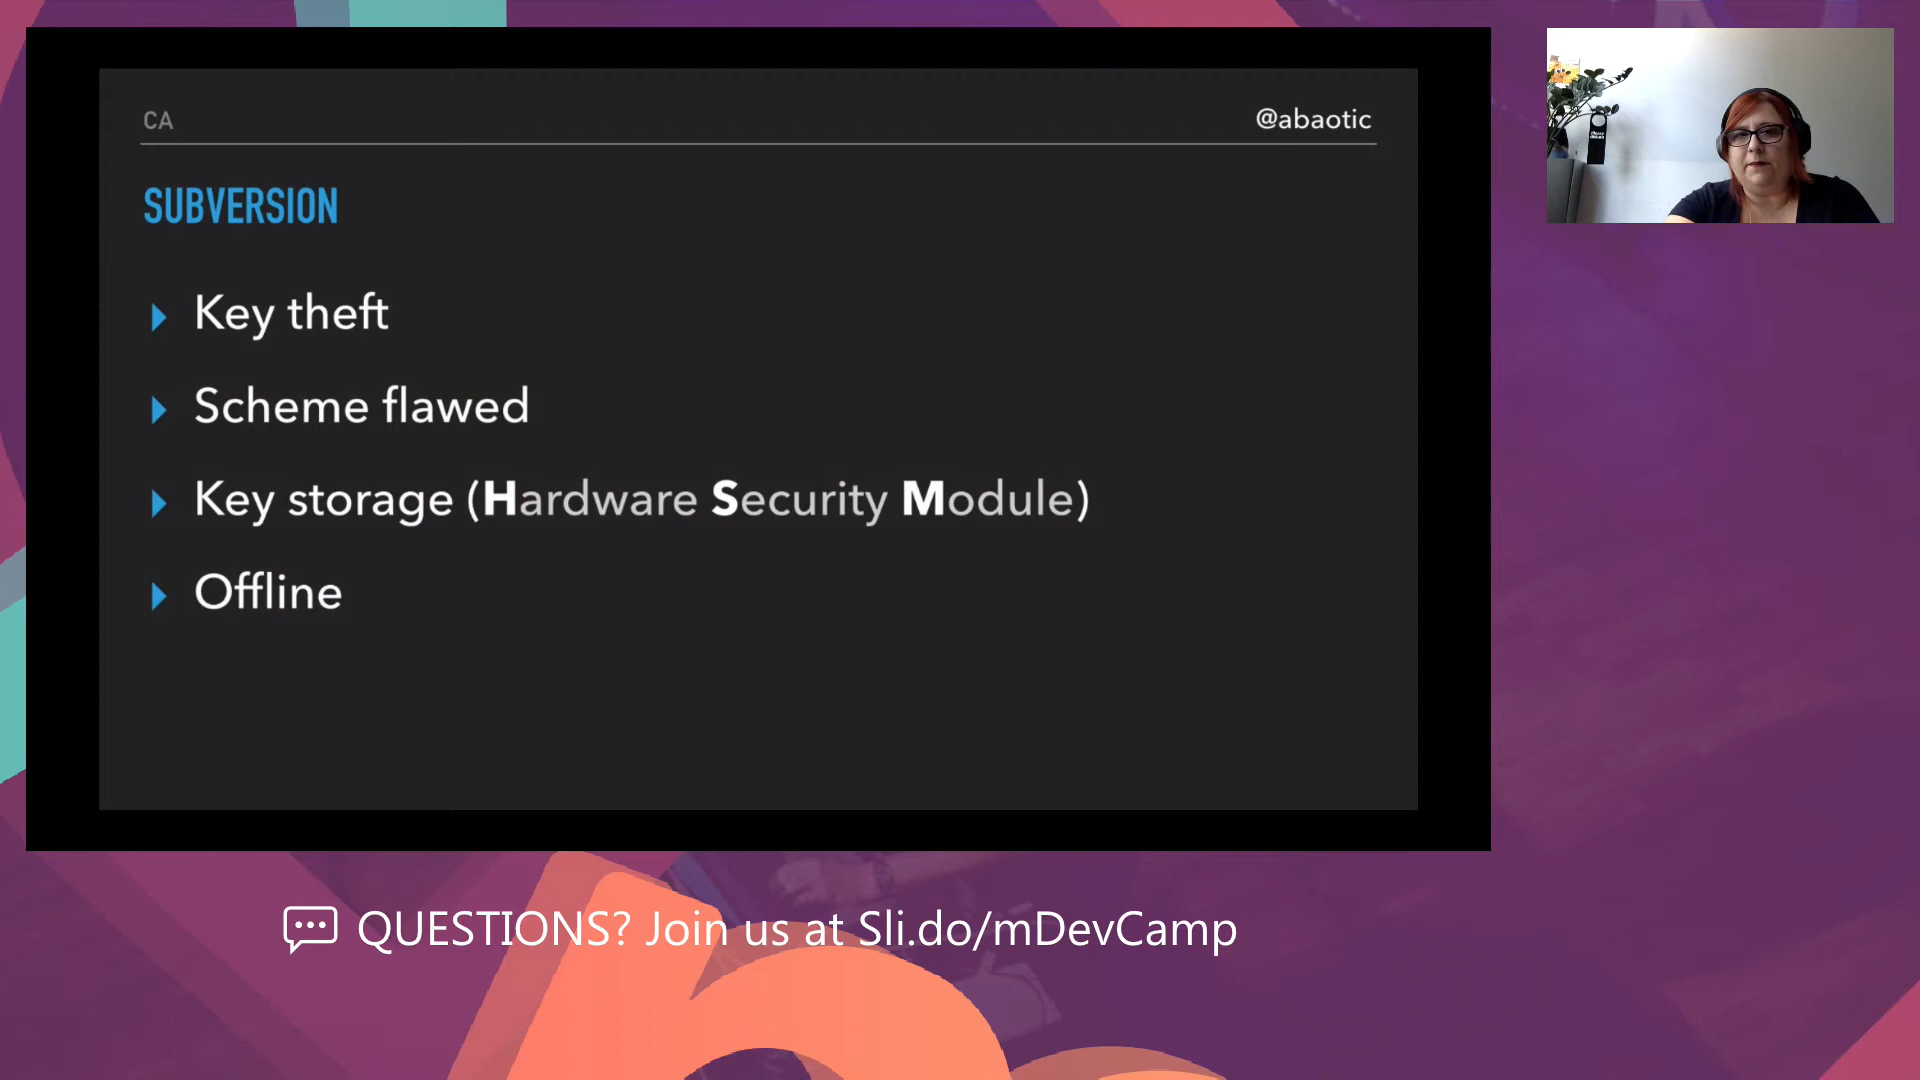 CA
@abaotic
SUBVERSION
Key theft
Scheme flawed
Key storage (Hardware Security Module)
Offline
QUESTIONS? Join us at Sli.do/mDevCamp